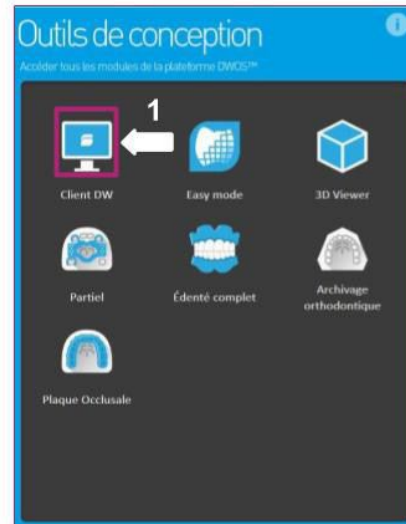 Outils de conception
i
Accéder tous les modules de la plateforme DWOS™
1
Client DW
Easy mode
3D Viewer
Partiel
Édenté complet
Archivage
orthodontique
Plaque Occlusale